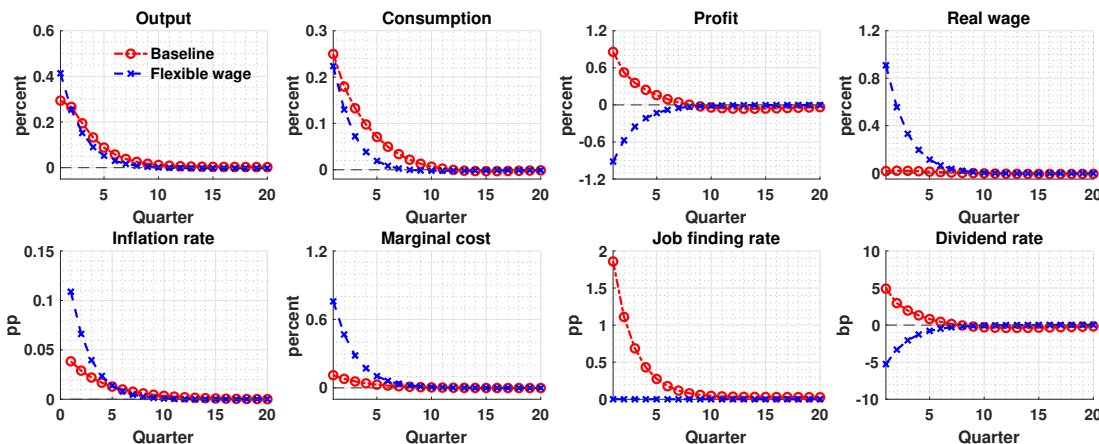 Output
Consumption
Profit
Real wage
0.6
0.4
0.2
0
percent
Baseline
Flexible wage
5
10
15
20
Quarter
0.3
0.2
0.1
0
percent
5
10
15
20
Quarter
1.2
0.6
0
-0.6
-1.2
percent
5
10
15
20
Quarter
1.2
0.8
0.4
0
percent
5
10
15
20
Quarter
Inflation rate
Marginal cost
Job finding rate
Dividend rate
0.15
0.1
0.05
0
pp
0
5
10
15
20
Quarter
1.2
0.6
0
percent
5
10
15
20
Quarter
2
1.5
1
0.5
0
pp
5
10
15
20
Quarter
10
5
0
-5
-10
bp
5
10
15
20
Quarter